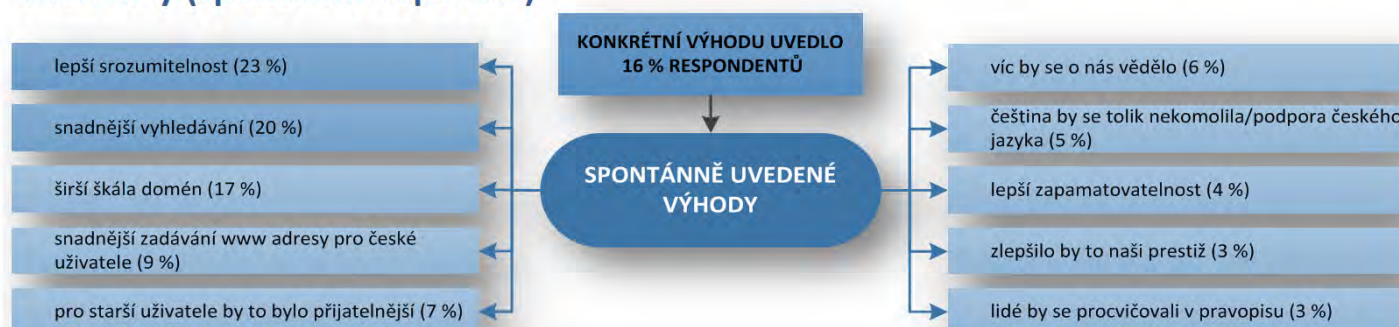 KONKRÉTNÍ VÝHODU UVEDLO
16 % RESPONDENTŮ
SPONTÁNNĚ UVEDENÉ
VÝHODY
lepší srozumitelnost (23 %)
snadnější vyhledávání (20 %)
širší škála domén (17 %)
snadnější zadávání www adresy pro české
uživatele (9 %)
pro starší uživatele by to bylo přijatelnější (7 %)
víc by se o nás vědělo (6 %)
čeština by se tolik nekomolila/podpora českého
jazyka (5 %)
lepší zapamatovatelnost (4 %)
zlepšilo by to naši prestiž (3 %)
lidé by se procvičovali v pravopisu (3 %)